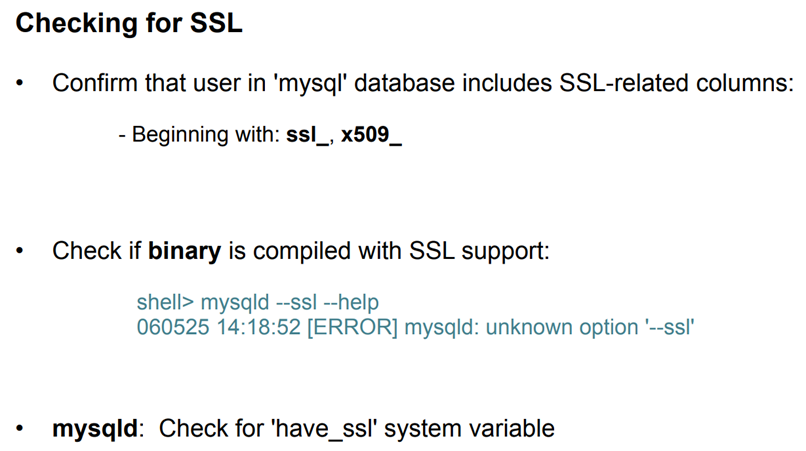 Checking for SSL
• Confirm that user in 'mysql' database includes SSL-related columns:
- Beginning with: ssl_, x509_
• Check if binary is compiled with SSL support:
shell> mysqld --ssl --help
060525 14:18:52 [ERROR] mysqld: unknown option '--ssl'
• mysqld: Check for 'have_ssl' system variable